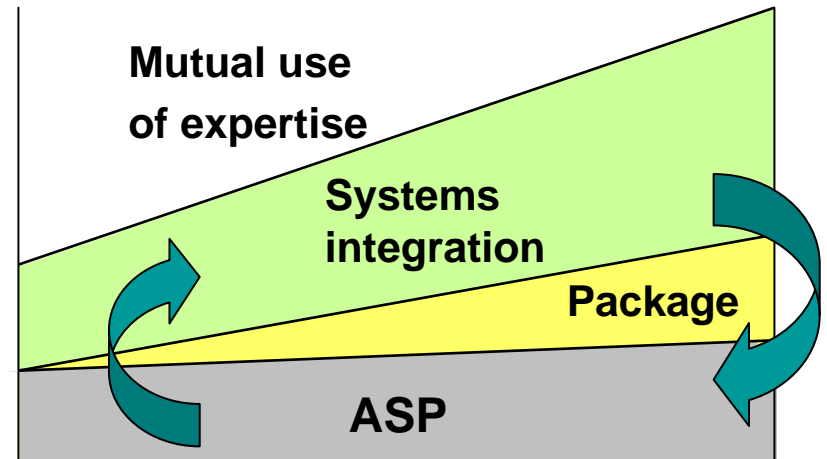 Mutual use
of expertise
Systems
integration
Package
ASP